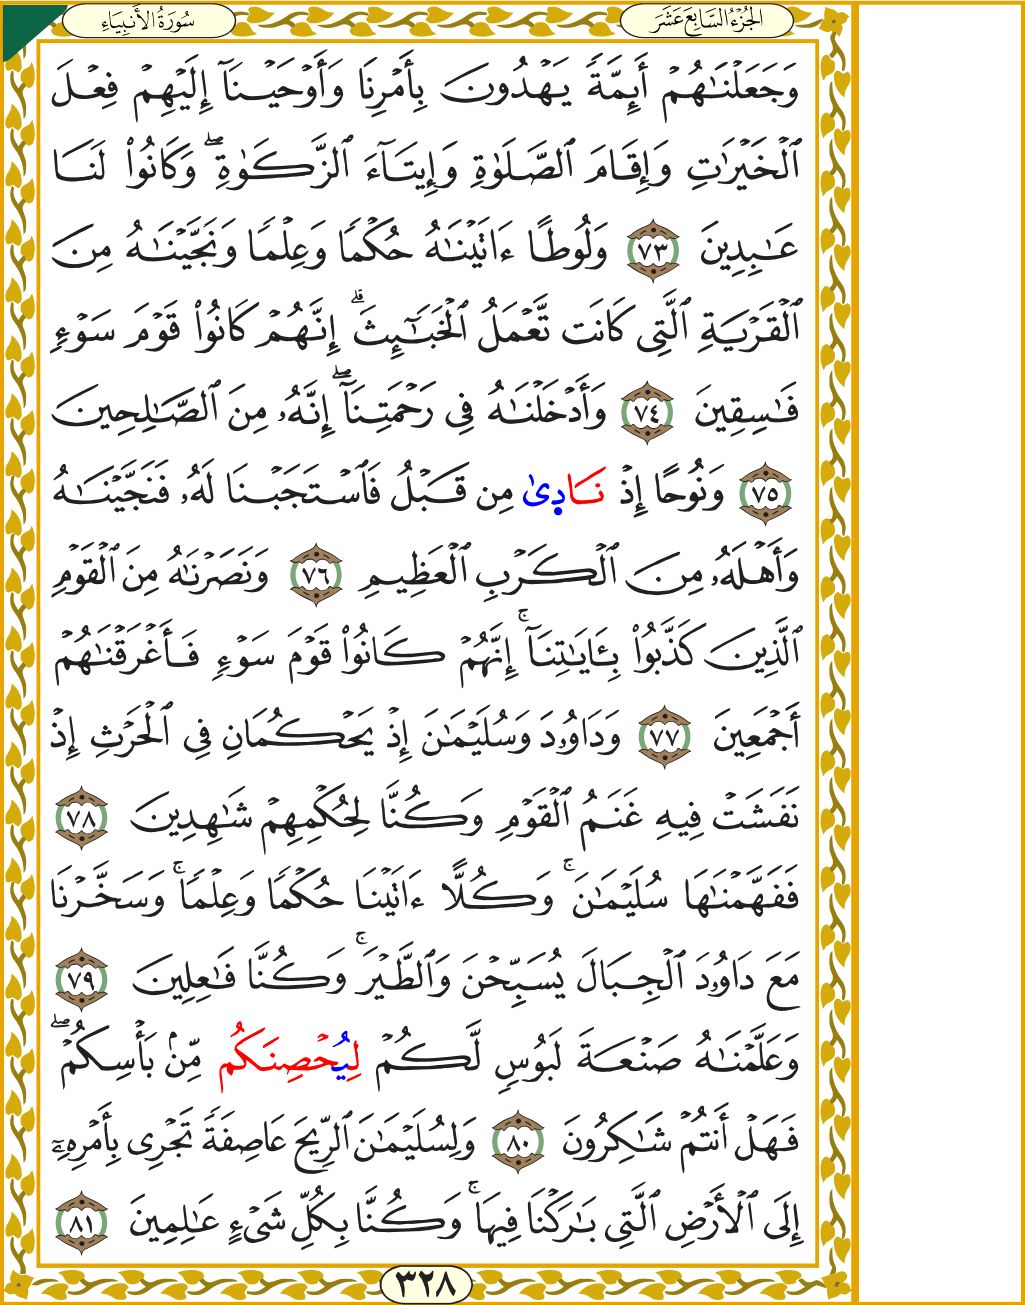 الجُزْءُ السَّابِعَ عَشَرَ
سُورَةُ الأَنبِيَاءِ
وَجَعَلْنَٰهُمْ أَئِمَّةٗ يَهْدُونَ بِأَمْرِنَا وَأَوْحَيْنَآ إِلَيْهِمْ فِعْلَ
ٱلْخَيْرَٰتِ وَإِقَامَ ٱلصَّلَوٰةِ وَإِيتَآءَ ٱلزَّكَوٰةِۖ وَكَانُوا۟ لَنَا
عَٰبِدِينَ ٧٣ وَلُوطًا ءَاتَيْنَٰهُ حُكْمٗا وَعِلْمٗا وَنَجَّيْنَٰهُ مِنَ
ٱلْقَرْيَةِ ٱلَّتِى كَانَت تَّعْمَلُ ٱلْخَبَٰٓئِثَۗ إِنَّهُمْ كَانُوا۟ قَوْمَ سَوْءٖ
فَٰسِقِينَ ٧٤ وَأَدْخَلْنَٰهُ فِى رَحْمَتِنَآۖ إِنَّهُۥ مِنَ ٱلصَّٰلِحِينَ
٧٥ وَنُوحًا إِذْ نَادِىٰ مِن قَبْلُ فَٱسْتَجَبْنَا لَهُۥ فَنَجَّيْنَٰهُ
وَأَهْلَهُۥ مِنَ ٱلْكَرْبِ ٱلْعَظِيمِ ٧٦ وَنَصَرْنَٰهُ مِنَ ٱلْقَوْمِ
ٱلَّذِينَ كَذَّبُوا۟ بِـَٔايَٰتِنَآۚ إِنَّهُمْ كَانُوا۟ قَوْمَ سَوْءٖ فَأَغْرَقْنَٰهُمْ
أَجْمَعِينَ ٧٧ وَدَاوُۥدَ وَسُلَيْمَٰنَ إِذْ يَحْكُمَانِ فِى ٱلْحَرْثِ إِذْ
نَفَشَتْ فِيهِ غَنَمُ ٱلْقَوْمِ وَكُنَّا لِحُكْمِهِمْ شَٰهِدِينَ ٧٨
فَفَهَّمْنَٰهَا سُلَيْمَٰنَۚ وَكُلًّا ءَاتَيْنَا حُكْمٗا وَعِلْمٗاۚ وَسَخَّرْنَا
مَعَ دَاوُۥدَ ٱلْجِبَالَ يُسَبِّحْنَ وَٱلطَّيْرَۚ وَكُنَّا فَٰعِلِينَ ٧٩
وَعَلَّمْنَٰهُ صَنْعَةَ لَبُوسٖ لَّكُمْ لِيُحْصِنَكُم مِّنۢ بَأْسِكُمْۖ
فَهَلْ أَنتُمْ شَٰكِرُونَ ٨٠ وَلِسُلَيْمَٰنَ ٱلرِّيحَ عَاصِفَةٗ تَجْرِى بِأَمْرِهِۦٓ
إِلَى ٱلْأَرْضِ ٱلَّتِى بَٰرَكْنَا فِيهَاۚ وَكُنَّا بِكُلِّ شَىْءٍ عَٰلِمِينَ ٨١
٣٢٨